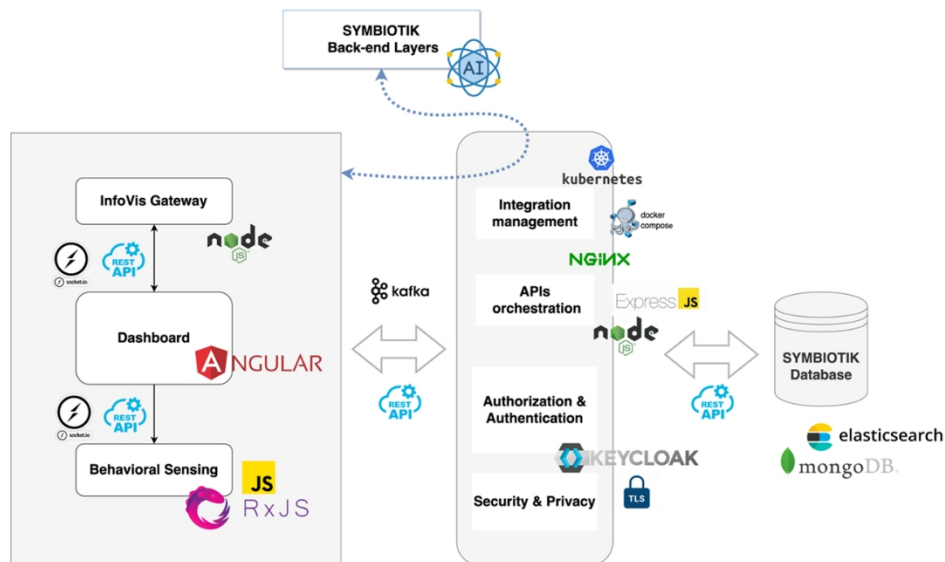 SYMBIOTIK
Back-end Layers
AI
InfoVis Gateway
node
JS
socket.io
REST
API
Dashboard
ANGULAR
socket.io
REST
API
Behavioral Sensing
JS
RxJS
kafka
REST
API
kubernetes
Integration
management
docker
compose
NGINX
APIs
orchestration
Express
JS
node
JS
Authorization &
Authentication
KEYCLOAK
Security & Privacy
TLS
REST
API
SYMBIOTIK
Database
elasticsearch
mongoDB.